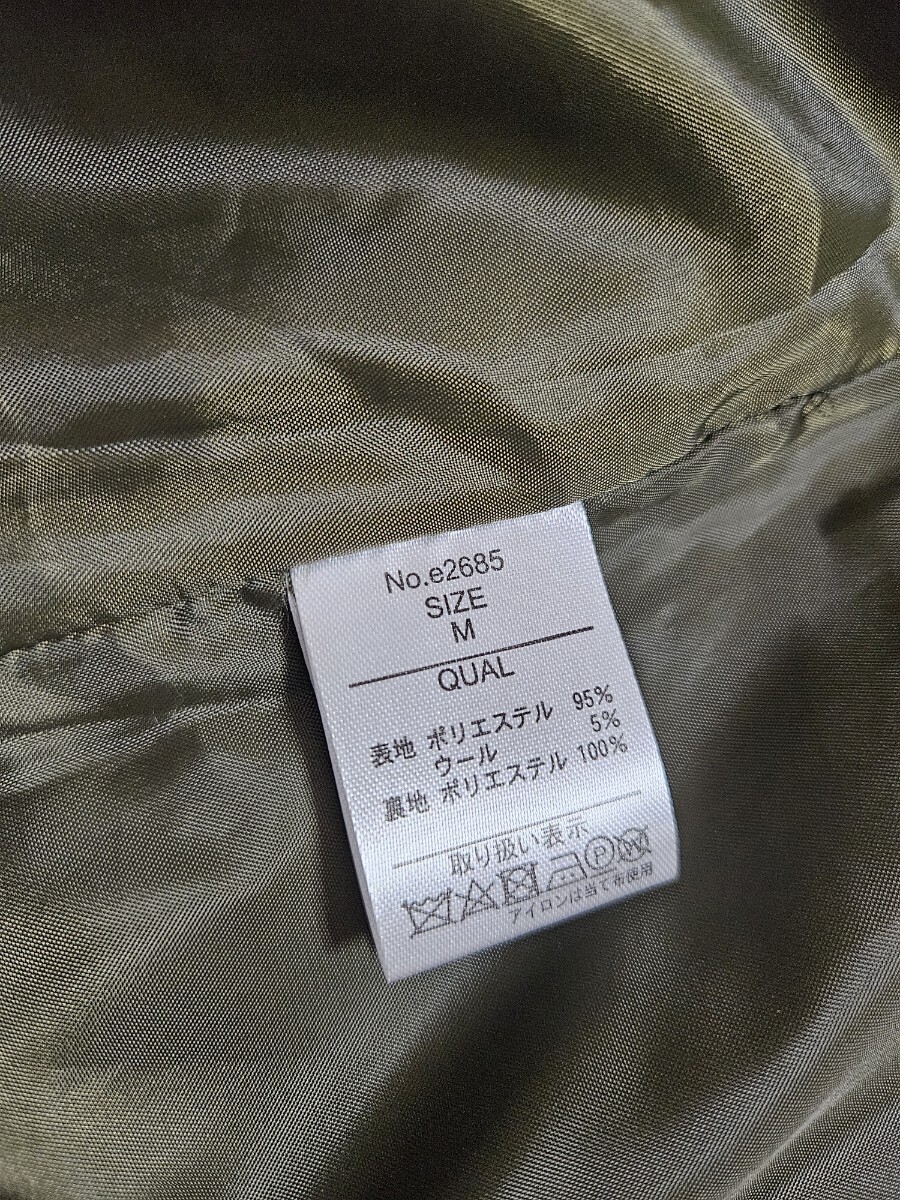 No.e2685
SIZE
M
QUAL
表地 ポリエステル 95%
ウール 5%
裏地 ポリエステル 100%
取り扱い表示
P W
アイロンは当て布使用